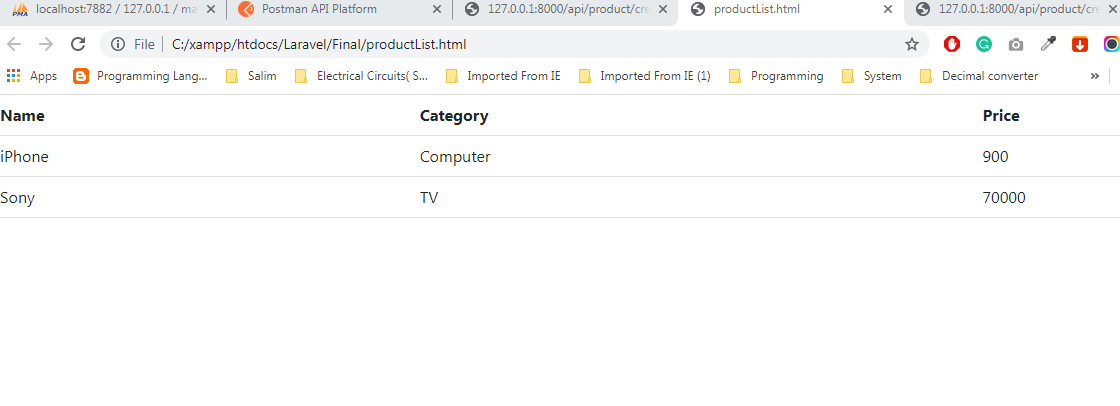 localhost:7882 / 127.0.0.1 / ma
Postman API Platform
127.0.0.1:8000/api/product/cre
productList.html
127.0.0.1:8000/api/product/cre
File
C:/xampp/htdocs/Laravel/Final/productList.html
Apps
Programming Lang...
Salim
Electrical Circuits( S...
Imported From IE
Imported From IE (1)
Programming
System
Decimal converter
Name Category Price
iPhone Computer 900
Sony TV 70000